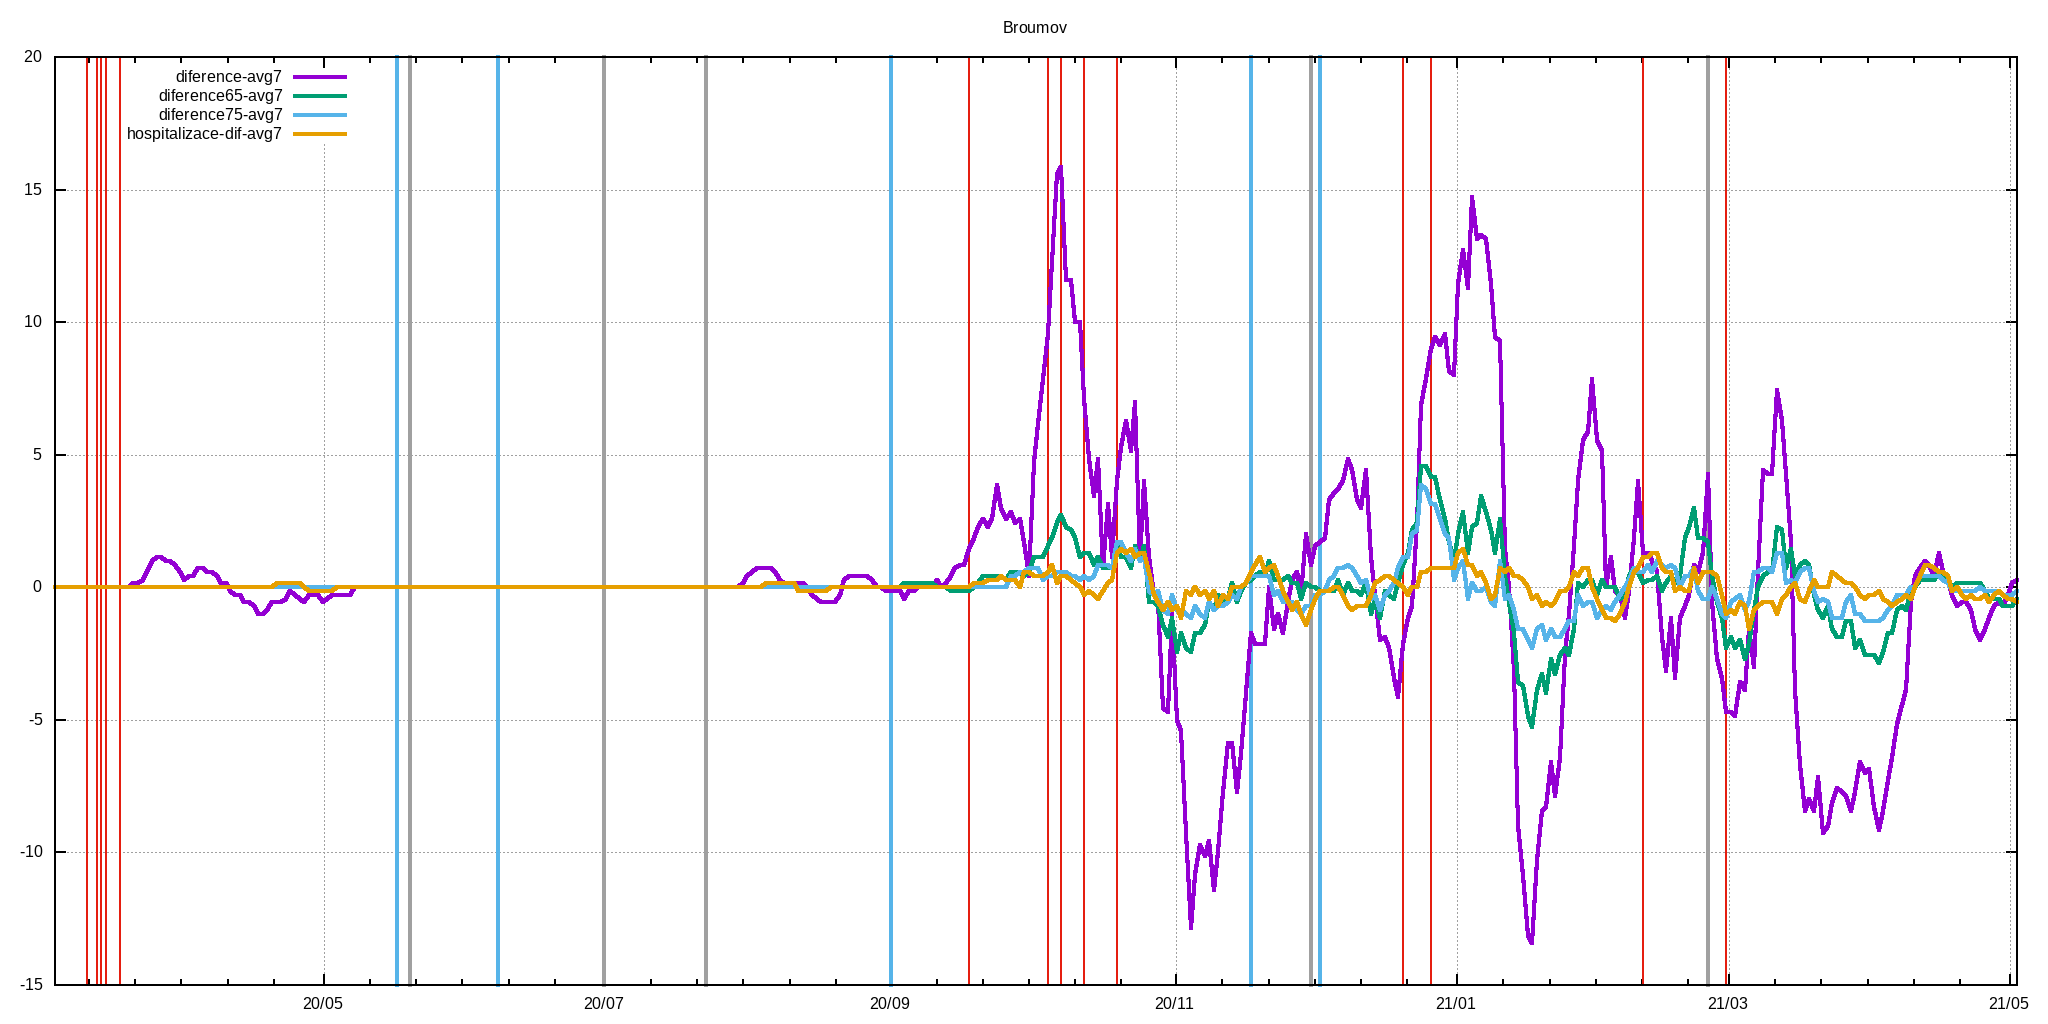 Broumov
20
diference-avg7
diference65-avg7
diference75-avg7
hospitalizace-dif-avg7
15
10
5
0
-5
-10
-15
20/05 20/07 20/09 20/11 21/01 21/03 21/05